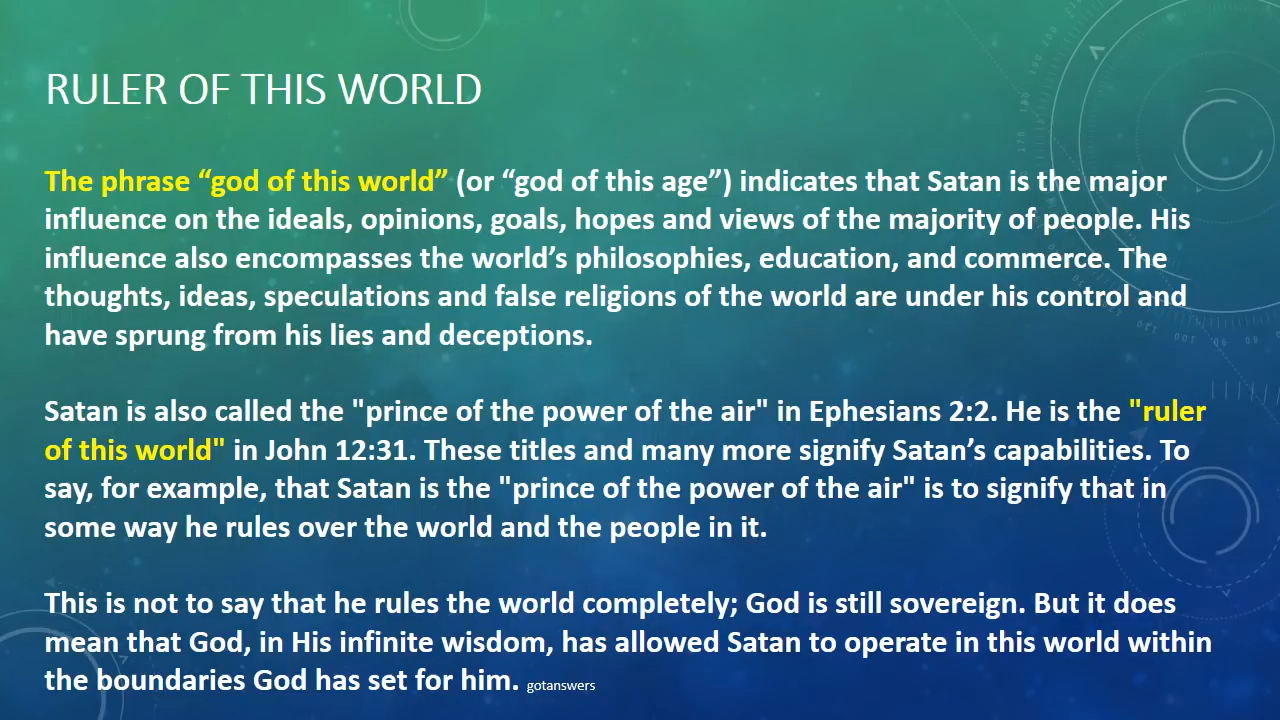 RULER OF THIS WORLD
The phrase “god of this world” (or “god of this age”) indicates that Satan is the major
influence on the ideals, opinions, goals, hopes and views of the majority of people. His
influence also encompasses the world’s philosophies, education, and commerce. The
thoughts, ideas, speculations and false religions of the world are under his control and
have sprung from his lies and deceptions.
Satan is also called the "prince of the power of the air" in Ephesians 2:2. He is the "ruler
of this world" in John 12:31. These titles and many more signify Satan’s capabilities. To
say, for example, that Satan is the "prince of the power of the air" is to signify that in
some way he rules over the world and the people in it.
This is not to say that he rules the world completely; God is still sovereign. But it does
mean that God, in His infinite wisdom, has allowed Satan to operate in this world within
the boundaries God has set for him. gotanswers